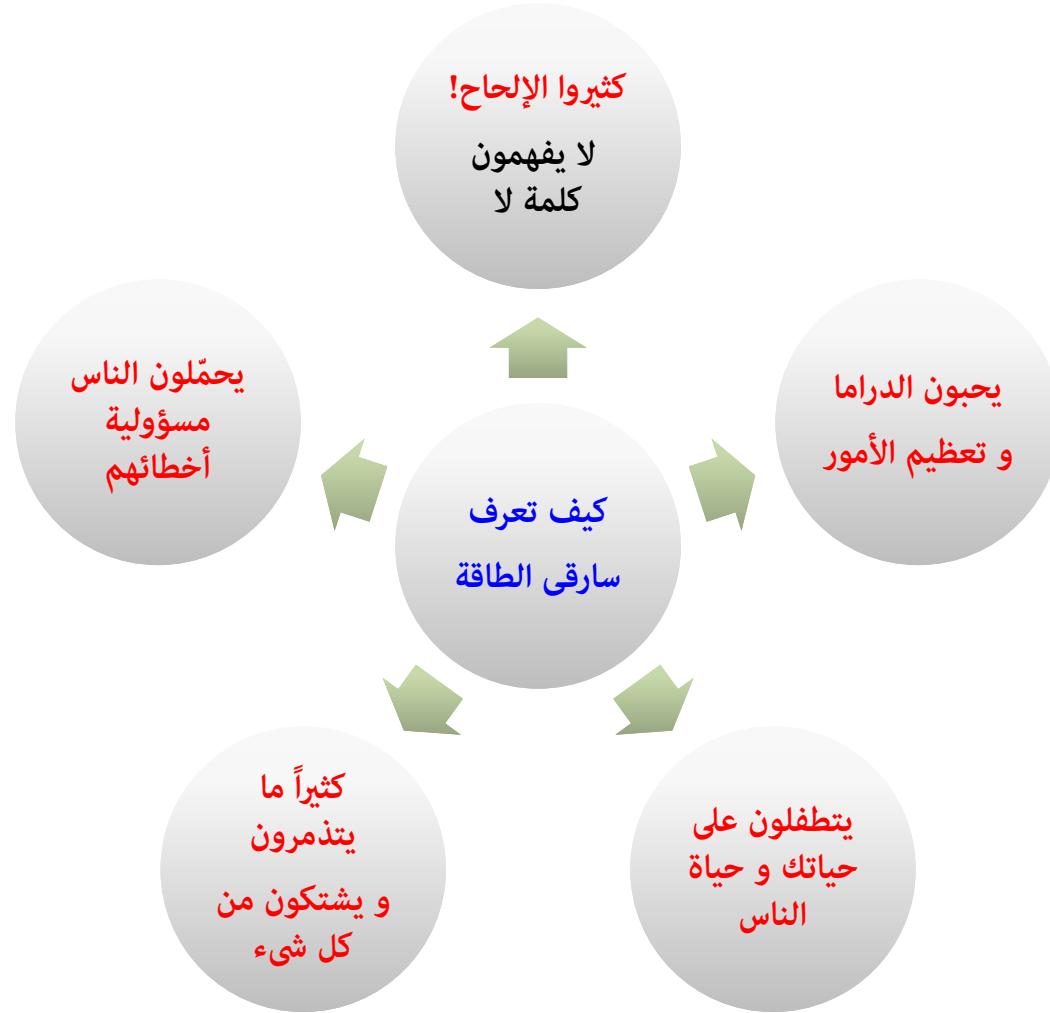 كثيروا الإلحاح!
لا يفهمون
كلمة لا
يحبون الدراما
و تعظيم الأمور
يحمّلون الناس
مسؤولية
أخطائهم
كيف تعرف
سارقى الطاقة
يتطفلون على
حياتك و حياة
الناس
كثيراً ما
يتذمرون
و يشتكون من
كل شىء